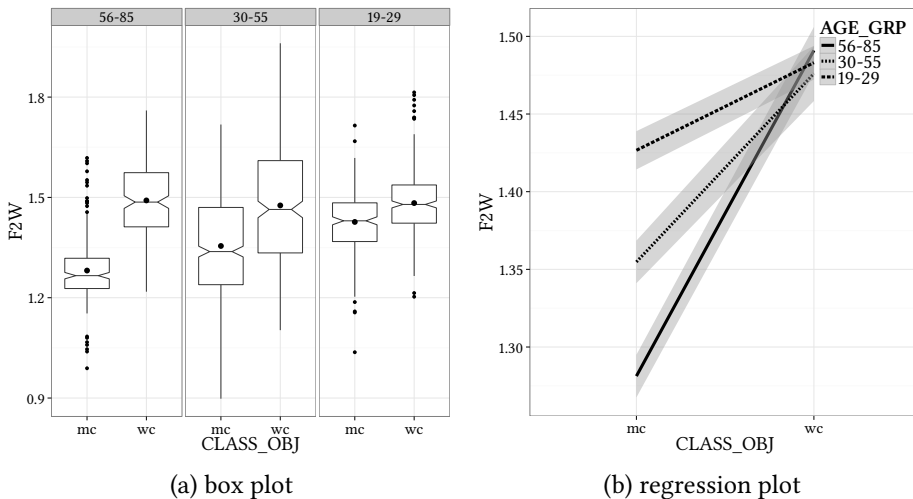 56-85 30-55 19-29
1.8
1.5
1.2
0.9
F2W
mc wc mc wc mc wc
CLASS_OBJ
(a) box plot
AGE_GRP
56-85
30-55
19-29
1.50
1.45
1.40
1.35
1.30
F2W
mc wc
CLASS_OBJ
(b) regression plot